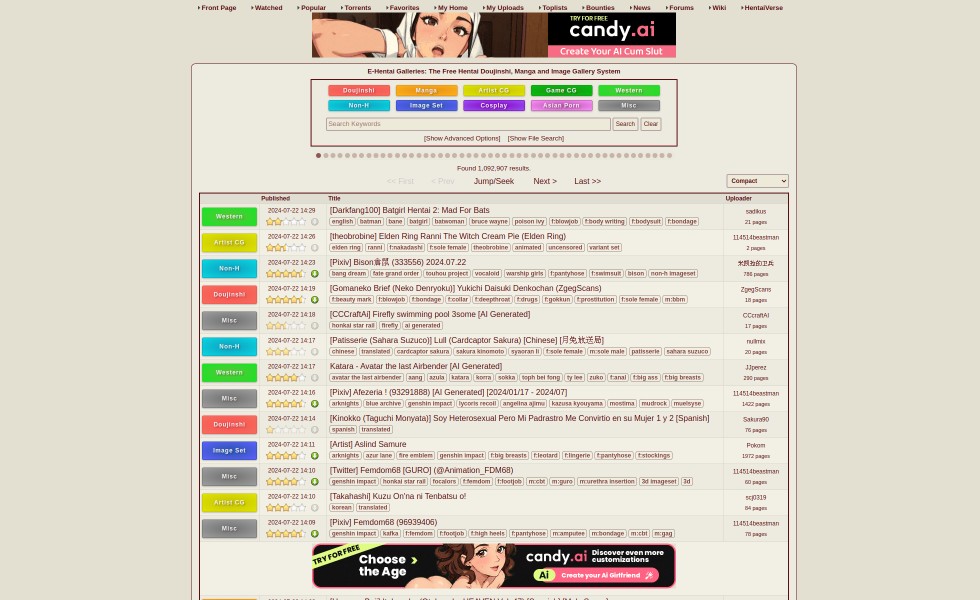 Front Page Watched Popular Torrents Favorites My Home My Uploads Toplists Bounties News Forums Wiki HentaiVerse
TRY FOR FREE
candy.ai
Create Your AI Cum Slut
E-Hentai Galleries: The Free Hentai Doujinshi, Manga and Image Gallery System
Doujinshi Manga Artist CG Game CG Western
Non-H Image Set Cosplay Asian Porn Misc
Search Keywords Search Clear
[Show Advanced Options] [Show File Search]
Found 1,092,907 results.
<< First < Prev Jump/Seek Next > Last >> Compact
Published Title Uploader
Western 2024-07-22 14:29 [Darkfang100] Batgirl Hentai 2: Mad For Bats sadikus
english batman bane batgirl batwoman bruce wayne poison ivy f:blowjob f:body writing f:bodysuit f:bondage 21 pages
Artist CG 2024-07-22 14:26 [theobrobine] Elden Ring Ranni The Witch Cream Pie (Elden Ring) 114514beastman
elden ring ranni f:nakadashi f:sole female theobrobine animated uncensored variant set 2 pages
Non-H 2024-07-22 14:23 [Pixiv] Bison倉鼠 (333556) 2024.07.22
bang dream fate grand order touhou project vocaloid warship girls f:pantyhose f:swimsuit bison non-h imageset 786 pages
Doujinshi 2024-07-22 14:19 [Gomaneko Brief (Neko Denryoku)] Yukichi Daisuki Denkochan (ZgegScans) ZgegScans
f:beauty mark f:blowjob f:bondage f:collar f:deepthroat f:drugs f:gokkun f:prostitution f:sole female m:bbm 18 pages
Misc 2024-07-22 14:18 [CCCraftAi] Firefly swimming pool 3some [AI Generated] CCcraftAI
honkai star rail firefly ai generated 17 pages
Non-H 2024-07-22 14:17 [Patisserie (Sahara Suzuco)] Lull (Cardcaptor Sakura) [Chinese] [月免放送局] nullmix
chinese translated cardcaptor sakura sakura kinomoto syaoran li f:sole female m:sole male patisserie sahara suzuco 20 pages
Western 2024-07-22 14:17 Katara - Avatar the last Airbender [AI Generated] JJperez
avatar the last airbender aang azula katara korra sokka toph bei fong ty lee zuko f:anal f:big ass f:big breasts 290 pages
Misc 2024-07-22 14:16 [Pixiv] Afezeria ! (93291888) [AI Generated] [2024/01/17 - 2024/07] 114514beastman
arknights blue archive genshin impact lycoris recoil angelina ajimu kazusa kyouyama mostima mudrock muelsyse 1422 pages
Doujinshi 2024-07-22 14:14 [Kinokko (Taguchi Monyata)] Soy Heterosexual Pero Mi Padrastro Me Convirtio en su Mujer 1 y 2 [Spanish] Sakura90
spanish translated 76 pages
Image Set 2024-07-22 14:11 [Artist] Aslind Samure Pokom
arknights azur lane fire emblem genshin impact f:big breasts f:leotard f:lingerie f:pantyhose f:stockings 1972 pages
Misc 2024-07-22 14:10 [Twitter] Femdom68 [GURO] (@Animation_FDM68) 114514beastman
genshin impact honkai star rail focalors f:femdom f:footjob m:cbt m:guro m:urethra insertion 3d imageset 3d 60 pages
Artist CG 2024-07-22 14:10 [Takahashi] Kuzu On'na ni Tenbatsu o! scj0319
korean translated 84 pages
Misc 2024-07-22 14:09 [Pixiv] Femdom68 (96939406) 114514beastman
genshin impact kafka f:femdom f:footjob f:high heels f:pantyhose m:amputee m:bondage m:cbt m:gag 78 pages
TRY FOR FREE
Choose the Age
candy.ai
Discover even more customizations
Ai Create your AI Girlfriend